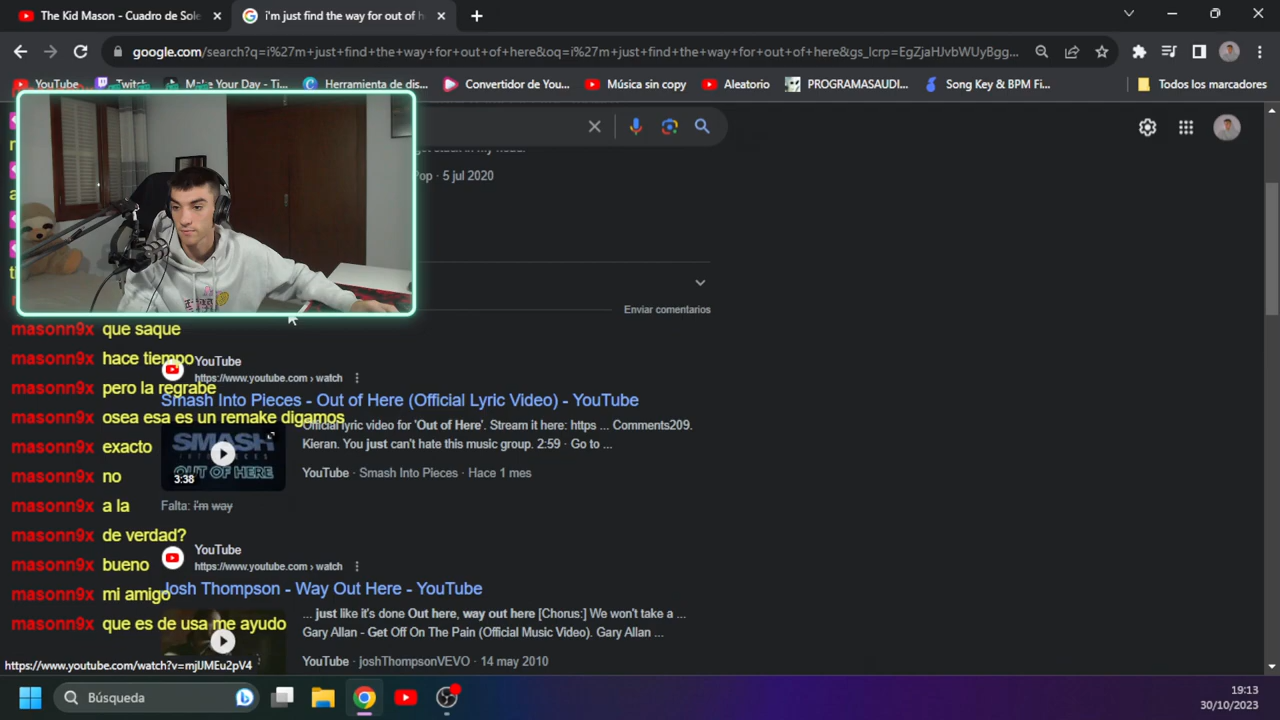 The Kid Mason - Cuadro de Sole
i'm just find the way for out of h
google.com/search?q=i%27m+just+find+the+way+for+out+of+here&oq=i%27m+just+find+the+way+for+out+of+here&gs_lcrp=EgZjaHJvbWUyBgg...
YouTube
Twitch
Make Your Day - Ti...
Herramienta de dis...
Convertidor de You...
Música sin copy
Aleatorio
PROGRAMASAUDI...
Song Key & BPM Fi...
Todos los marcadores
Pop · 5 jul 2020
Enviar comentarios
masonn9x que saque
masonn9x hace tiempo
masonn9x pero la regrabe
masonn9x osea esa es un remake digamos
masonn9x exacto
masonn9x no
masonn9x a la
masonn9x de verdad?
masonn9x bueno
masonn9x mi amigo
masonn9x que es de usa me ayudo
YouTube
https://www.youtube.com › watch
Smash Into Pieces - Out of Here (Official Lyric Video) - YouTube
Official lyric video for 'Out of Here'. Stream it here: https ... Comments209.
Kieran. You just can't hate this music group. 2:59 · Go to ...
YouTube · Smash Into Pieces · Hace 1 mes
SMASH
OUT OF HERE
3:38
Falta: i'm way
YouTube
https://www.youtube.com › watch
Josh Thompson - Way Out Here - YouTube
... just like it's done Out here, way out here [Chorus:] We won't take a ...
Gary Allan - Get Off On The Pain (Official Music Video). Gary Allan ...
YouTube · joshThompsonVEVO · 14 may 2010
https://www.youtube.com/watch?v=mjlJMEu2pV4
Búsqueda
19:13
30/10/2023